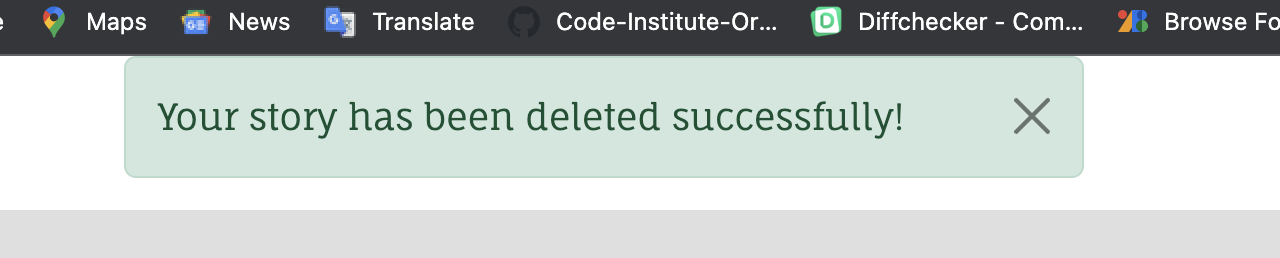 Maps News Translate Code-Institute-Or... Diffchecker - Com... Browse Fo
Your story has been deleted successfully!